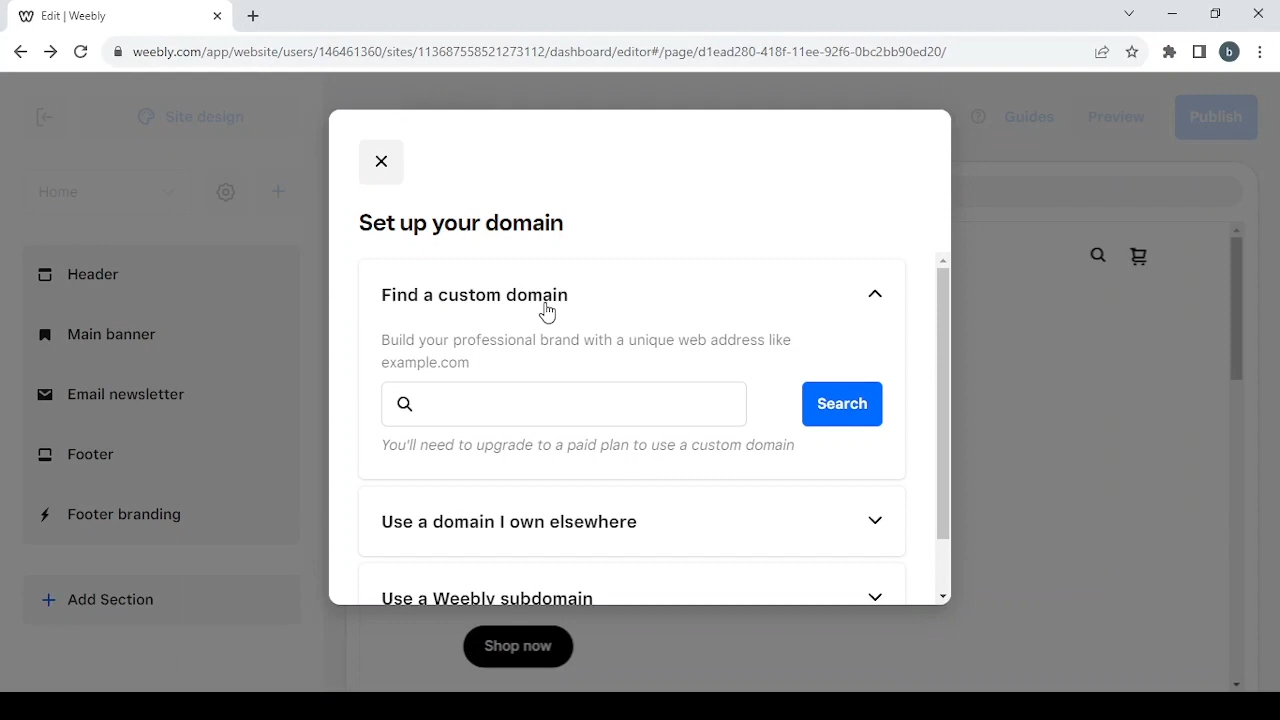 Edit | Weebly
weebly.com/app/website/users/146461360/sites/113687558521273112/dashboard/editor#/page/d1ead280-418f-11ee-92f6-0bc2bb90ed20/
b
Site design
Guides
Preview
Publish
Home
Set up your domain
Header
Find a custom domain
Main banner
Build your professional brand with a unique web address like
example.com
Email newsletter
Search
You'll need to upgrade to a paid plan to use a custom domain
Footer
Footer branding
Use a domain I own elsewhere
Add Section
Use a Weebly subdomain
Shop now